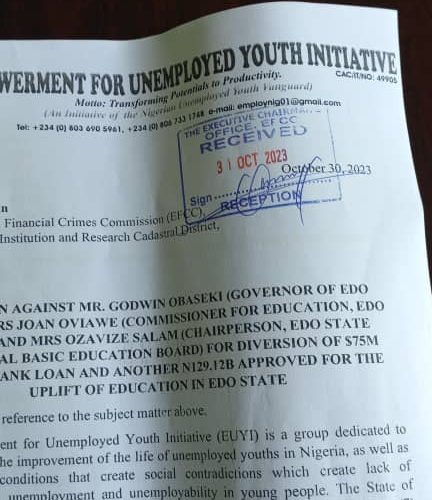 WERMENT FOR UNEMPLOYED YOUTH INITIATIVE
CAC/IT/NO: 49905
Motto: Transforming Potentials to Productivity.
(An Initiative of the Nigerian Unemployed Youth Vanguard)
Tel: +234 (0) 803 690 5961, +234 (0) 806 733 1768 e-mail: employnig01@gmail.com
THE EXECUTIVE CHAIRMAN
OFFICE, EFCC
RECEIVED
31 OCT 2023
October 30, 2023
Sign
RECEPTION
n
Financial Crimes Commission (EFCC),
Institution and Research Cadastral District,
N AGAINST MR. GODWIN OBASEKI (GOVERNOR OF EDO
RS JOAN OVIAWE (COMMISSIONER FOR EDUCATION, EDO
AND MRS OZAVIZE SALAM (CHAIRPERSON, EDO STATE
AL BASIC EDUCATION BOARD) FOR DIVERSION OF $75M
ANK LOAN AND ANOTHER N129.12B APPROVED FOR THE
UPLIFT OF EDUCATION IN EDO STATE
reference to the subject matter above.
ent for Unemployed Youth Initiative (EUYI) is a group dedicated to
he improvement of the life of unemployed youths in Nigeria, as well as
conditions that create social contradictions which create lack of
unemployment and unemployability in young people. The State of